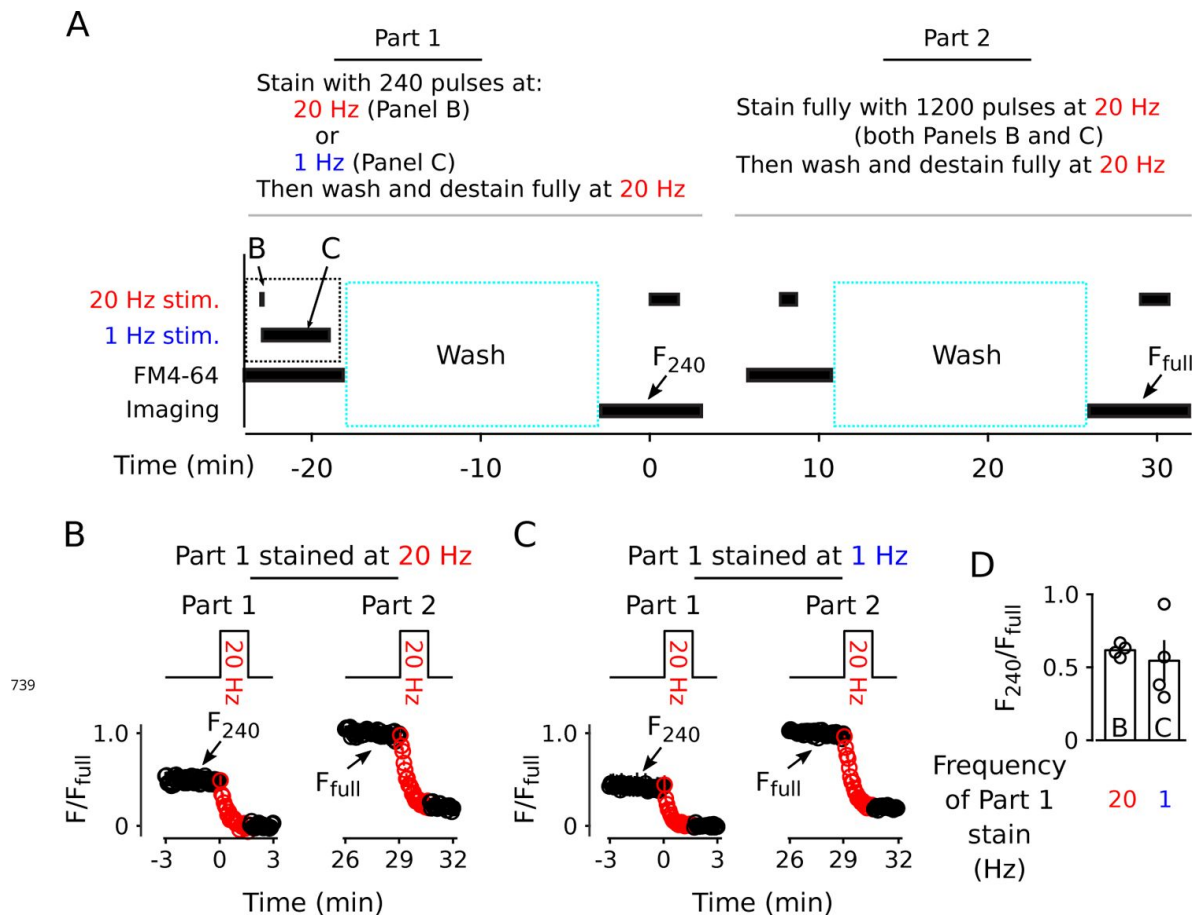 A
Part 1
Part 2
Stain with 240 pulses at:
20 Hz (Panel B)
or
1 Hz (Panel C)
Then wash and destain fully at 20 Hz
Stain fully with 1200 pulses at 20 Hz
(both Panels B and C)
Then wash and destain fully at 20 Hz
B C
20 Hz stim.
1 Hz stim.
FM4-64
Imaging
Wash
F240
Wash
Ffull
Time (min) -20 -10 0 10 20 30
B
Part 1 stained at 20 Hz
Part 1 Part 2
20 Hz 20 Hz
F/Ffull
1.0
0
F240
Ffull
-3 0 3 26 29 32
Time (min)
C
Part 1 stained at 1 Hz
Part 1 Part 2
20 Hz 20 Hz
F/Ffull
1.0
0
F240
Ffull
-3 0 3 26 29 32
Time (min)
D
F240/Ffull
1.0
0.5
0
B C
Frequency
of Part 1
stain
(Hz)
20 1
739